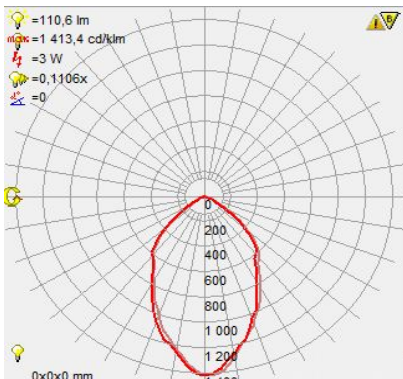 =110,6 lm
max=1 413,4 cd/klm
=3 W
=0,1106x
=0
B
G
0
200
400
600
800
1 000
1 200
0x0x0 mm